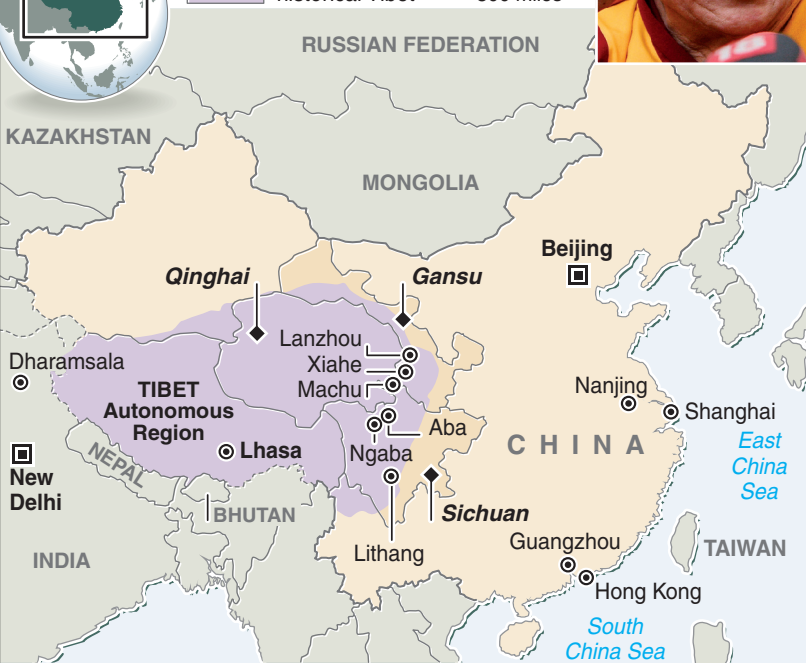 RUSSIAN FEDERATION
KAZAKHSTAN
MONGOLIA
Beijing
Qinghai
Gansu
Lanzhou
Xiahe
Machu
Dharamsala
TIBET
Autonomous
Region
Nanjing
Shanghai
Aba
Lhasa
CHINA
East
China
Sea
Ngaba
NEPAL
New
Delhi
BHUTAN
Sichuan
Lithang
Guangzhou
TAIWAN
INDIA
Hong Kong
South
China Sea